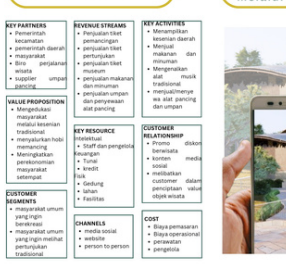 KEY PARTNERS
• Pemerintah
kecamatan
• pemerintah daerah
• masyarakat
• Biro perjalanan
wisata
• supplier umpan
pancing
REVENUE STREAMS
• Penjualan tiket
pemancingan
• penjualan tiket
pertunjukan
• penjualan tiket
museum
• penjualan makanan
dan minuman
• penjualan umpan
dan penyewaan
alat pancing
KEY ACTIVITIES
• Menampilkan
kesenian daerah
• Menjual
makanan dan
minuman
• Mengenalkan
alat musik
tradisional
• menjual/menye
wa alat pancing
dan umpan
VALUE PROPOSITION
• Mengedukasi
masyarakat
melalui kesenian
tradisional
• menyalurkan hobi
memancing
• Meningkatkan
perekonomian
masyarakat
setempat
KEY RESOURCE
Intelektual
• Staff dan pengelola
Keuangan
• Tunai
• kredit
Fisik
• Gedung
• lahan
• Fasilitas
CUSTOMER
RELATIONSHIP
• Promo diskon
berwisata
• konten media
sosial
• melibatkan
customer dalam
penciptaan value
objek wisata
CUSTOMER
SEGMENTS
• masyarakat umum
yang ingin
berekreasi
• masyarakat umum
yang ingin melihat
pertunjukan
tradisional
CHANNELS
• media sosial
• website
• person to person
COST
• Biaya pemasaran
• Biaya operasional
• perawatan
• pengelola